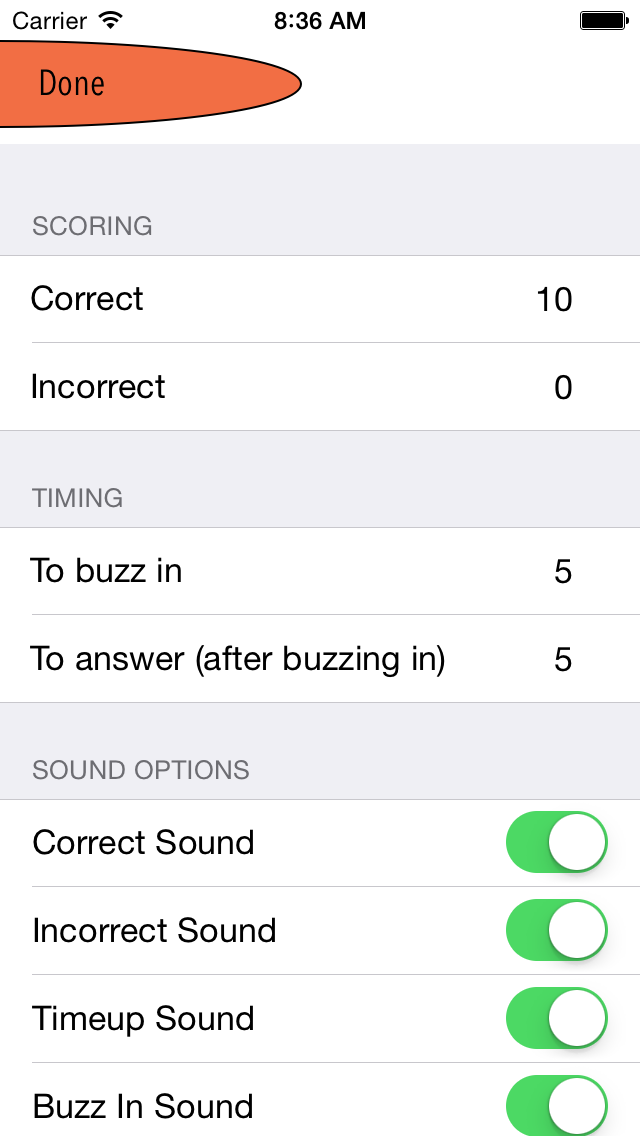 Carrier 8:36 AM
Done
SCORING
Correct 10
Incorrect 0
TIMING
To buzz in 5
To answer (after buzzing in) 5
SOUND OPTIONS
Correct Sound
Incorrect Sound
Timeup Sound
Buzz In Sound